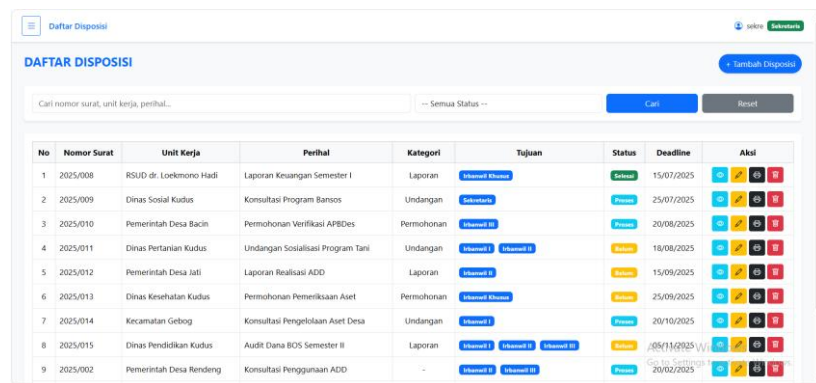 Daftar Disposisi sekre Sekretaris
DAFTAR DISPOSISI + Tambah Disposisi
Cari nomor surat, unit kerja, perihal... -- Semua Status -- Cari Reset
No Nomor Surat Unit Kerja Perihal Kategori Tujuan Status Deadline Aksi
1 2025/008 RSUD dr. Loekmono Hadi Laporan Keuangan Semester I Laporan Irbanwil Khusus Selesai 15/07/2025
2 2025/009 Dinas Sosial Kudus Konsultasi Program Bansos Undangan Sekretaris Proses 25/07/2025
3 2025/010 Pemerintah Desa Bacin Permohonan Verifikasi APBDes Permohonan Irbanwil III Proses 20/08/2025
4 2025/011 Dinas Pertanian Kudus Undangan Sosialisasi Program Tani Undangan Irbanwil I Irbanwil II Belum 18/08/2025
5 2025/012 Pemerintah Desa Jati Laporan Realisasi ADD Laporan Irbanwil II Belum 15/09/2025
6 2025/013 Dinas Kesehatan Kudus Permohonan Pemeriksaan Aset Permohonan Irbanwil Khusus Belum 25/09/2025
7 2025/014 Kecamatan Gebog Konsultasi Pengelolaan Aset Desa Undangan Irbanwil I Proses 20/10/2025
8 2025/015 Dinas Pendidikan Kudus Audit Dana BOS Semester II Laporan Irbanwil I Irbanwil II Irbanwil III Belum 05/11/2025
9 2025/002 Pemerintah Desa Rendeng Konsultasi Penggunaan ADD - Irbanwil II Irbanwil III Proses 20/02/2025
Go to Settings